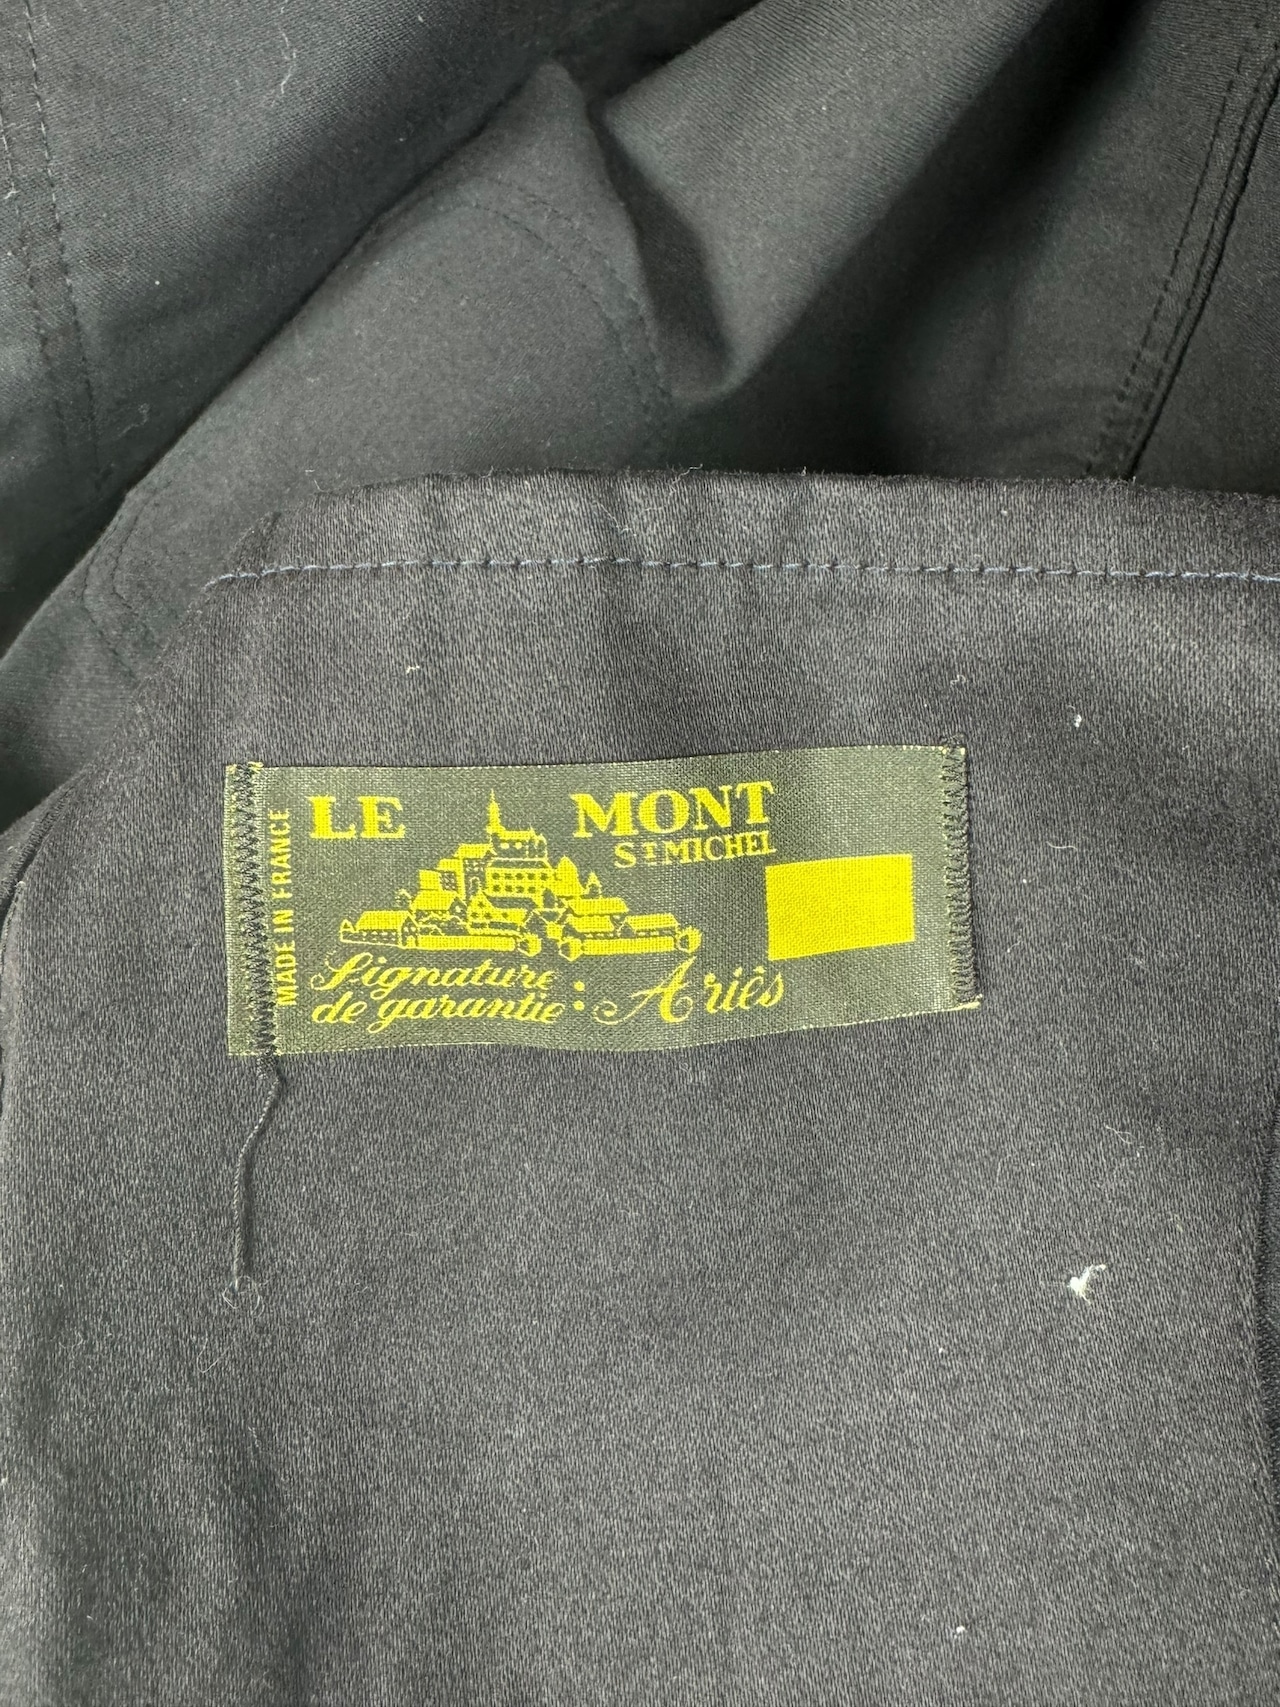 LE MONT
ST MICHEL
MADE IN FRANCE
Signature
de garantie : Ariès